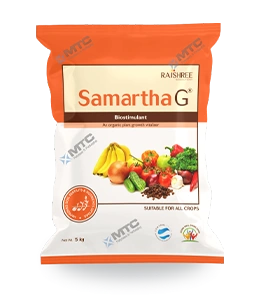 RAJSHREE
Samartha G®
Biostimulant
An organic plant growth enhancer
SUITABLE FOR ALL CROPS
Net Wt. 5 kg
MTC
MTC
MTC
MTC